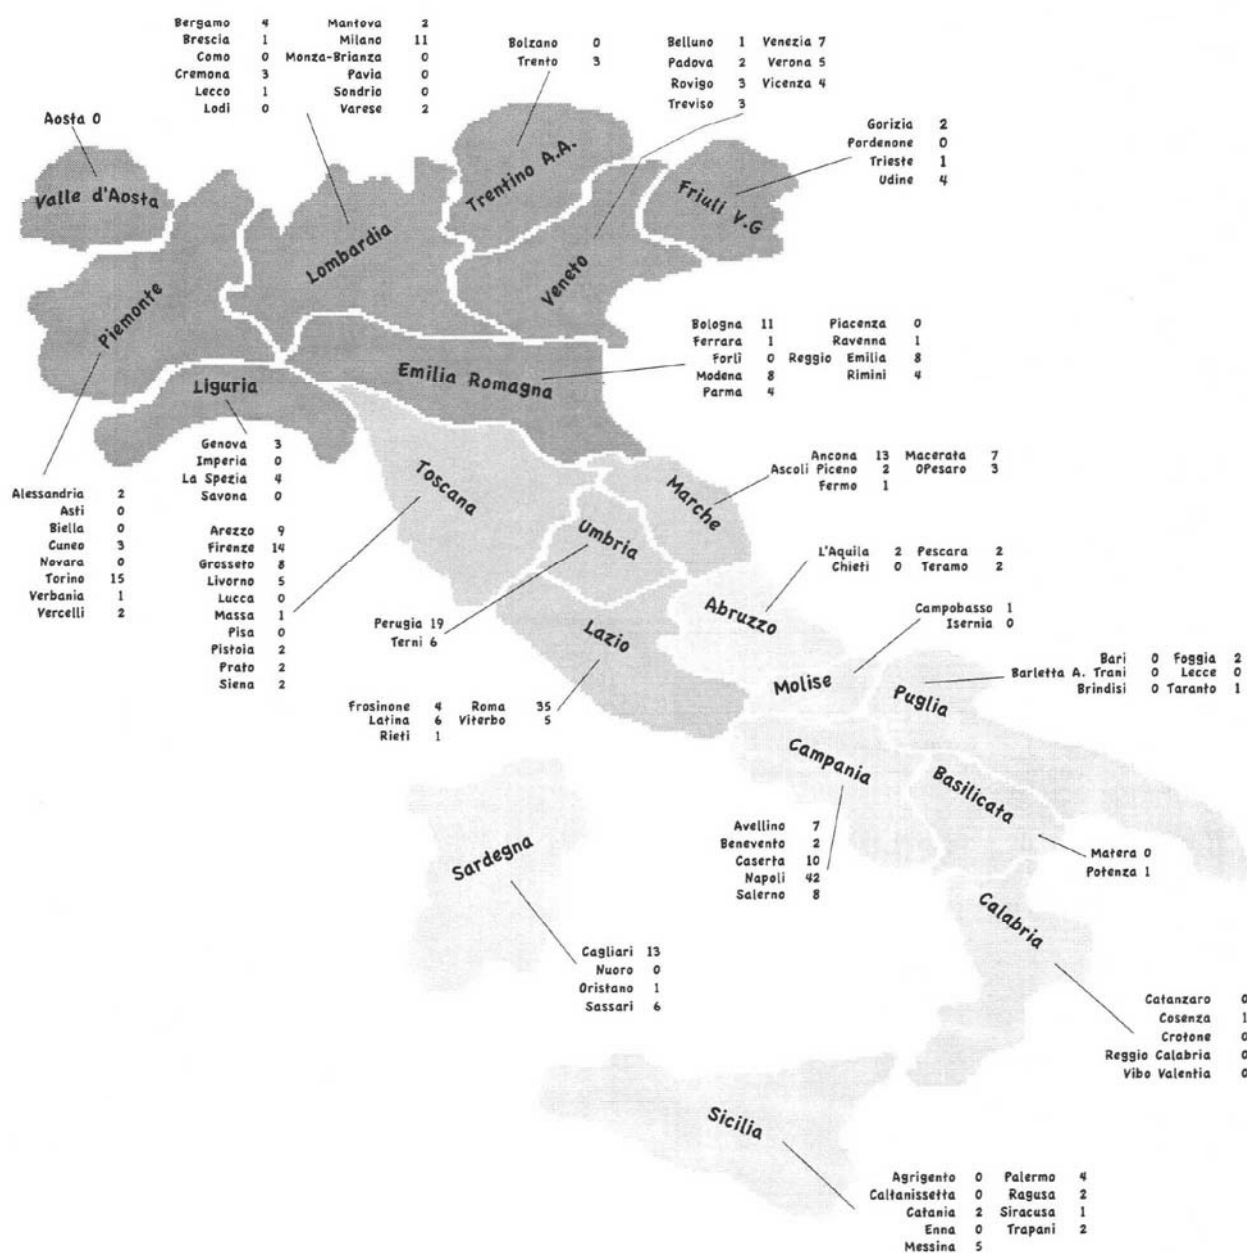 Bergamo 4 Mantova 2
Brescia 1 Milano 11
Como 0 Monza-Brianza 0
Cremona 3 Pavia 0
Lecco 1 Sondrio 0
Lodi 0 Varese 2
Bolzano 0
Trento 3
Belluno 1 Venezia 7
Padova 2 Verona 5
Rovigo 3 Vicenza 4
Treviso 3
Aosta 0
Gorizia 2
Pordenone 0
Trieste 1
Udine 4
Valle d'Aosta
Trentino A.A.
Friuli V.G
Lombardia
Veneto
Piemonte
Bologna 11 Piacenza 0
Ferrara 1 Ravenna 1
Forlì 0 Reggio Emilia 8
Modena 8 Rimini 4
Parma 4
Emilia Romagna
Liguria
Genova 3
Imperia 0
La Spezia 4
Savona 0
Toscana
Marche
Ancona 13 Macerata 7
Ascoli Piceno 2 OPesaro 3
Fermo 1
Alessandria 2
Asti 0
Biella 0
Cuneo 3
Novara 0
Torino 15
Verbania 1
Vercelli 2
Arezzo 9
Firenze 14
Grosseto 8
Livorno 5
Lucca 0
Massa 1
Pisa 0
Pistoia 2
Prato 2
Siena 2
Umbria
L'Aquila 2 Pescara 2
Chieti 0 Teramo 2
Abruzzo
Perugia 19
Terni 6
Lazio
Campobasso 1
Isernia 0
Molise
Puglia
Bari 0 Foggia 2
Barletta A. Trani 0 Lecce 0
Brindisi 0 Taranto 1
Frosinone 4 Roma 35
Latina 6 Viterbo 5
Rieti 1
Campania
Basilicata
Avellino 7
Benevento 2
Caserta 10
Napoli 42
Salerno 8
Matera 0
Potenza 1
Sardegna
Calabria
Cagliari 13
Nuoro 0
Oristano 1
Sassari 6
Catanzaro 0
Cosenza 1
Crotone 0
Reggio Calabria 0
Vibo Valentia 0
Sicilia
Agrigento 0 Palermo 4
Caltanissetta 0 Ragusa 2
Catania 2 Siracusa 1
Enna 0 Trapani 2
Messina 5